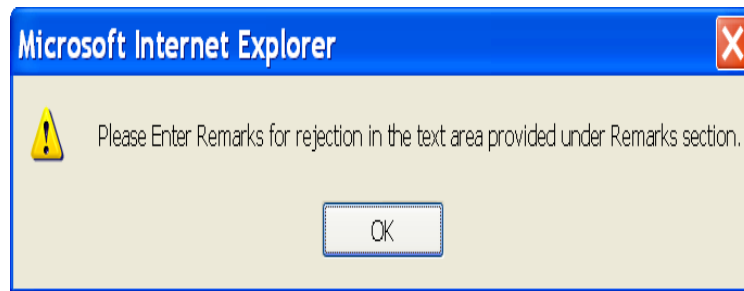 Microsoft Internet Explorer
Please Enter Remarks for rejection in the text area provided under Remarks section.
OK